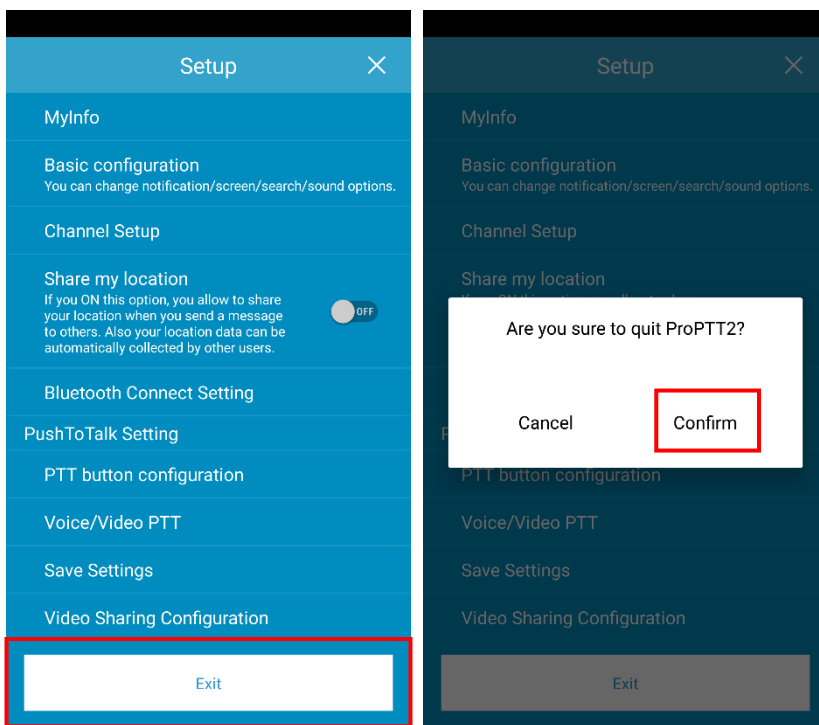 Setup
MyInfo
Basic configuration
You can change notification/screen/search/sound options.
Channel Setup
Share my location
If you ON this option, you allow to share
your location when you send a message
to others. Also your location data can be
automatically collected by other users.
OFF
Bluetooth Connect Setting
PushToTalk Setting
PTT button configuration
Voice/Video PTT
Save Settings
Video Sharing Configuration
Exit
Setup
MyInfo
Basic configuration
You can change notification/screen/search/sound options.
Channel Setup
Share my location
Are you sure to quit ProPTT2?
Cancel
Confirm
PTT button configuration
Voice/Video PTT
Save Settings
Video Sharing Configuration
Exit